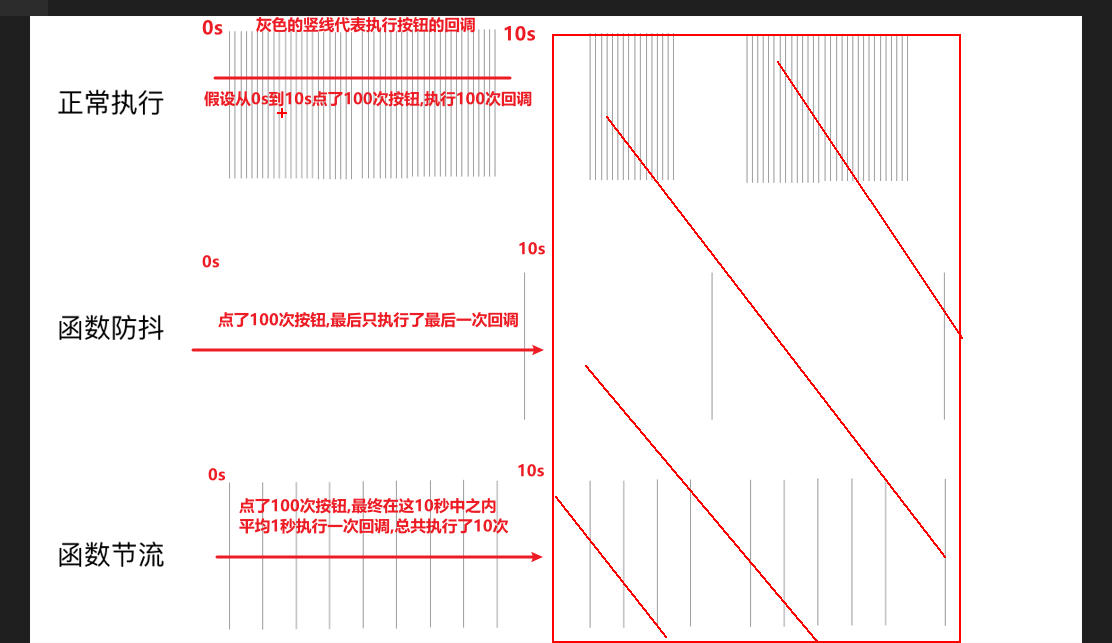 0s
灰色的竖线代表执行按钮的回调
10s
正常执行
假设从0s到10s点了100次按钮,执行100次回调
0s
10s
函数防抖
点了100次按钮,最后只执行了最后一次回调
0s
10s
函数节流
点了100次按钮,最终在这10秒中之内
平均1秒执行一次回调,总共执行了10次